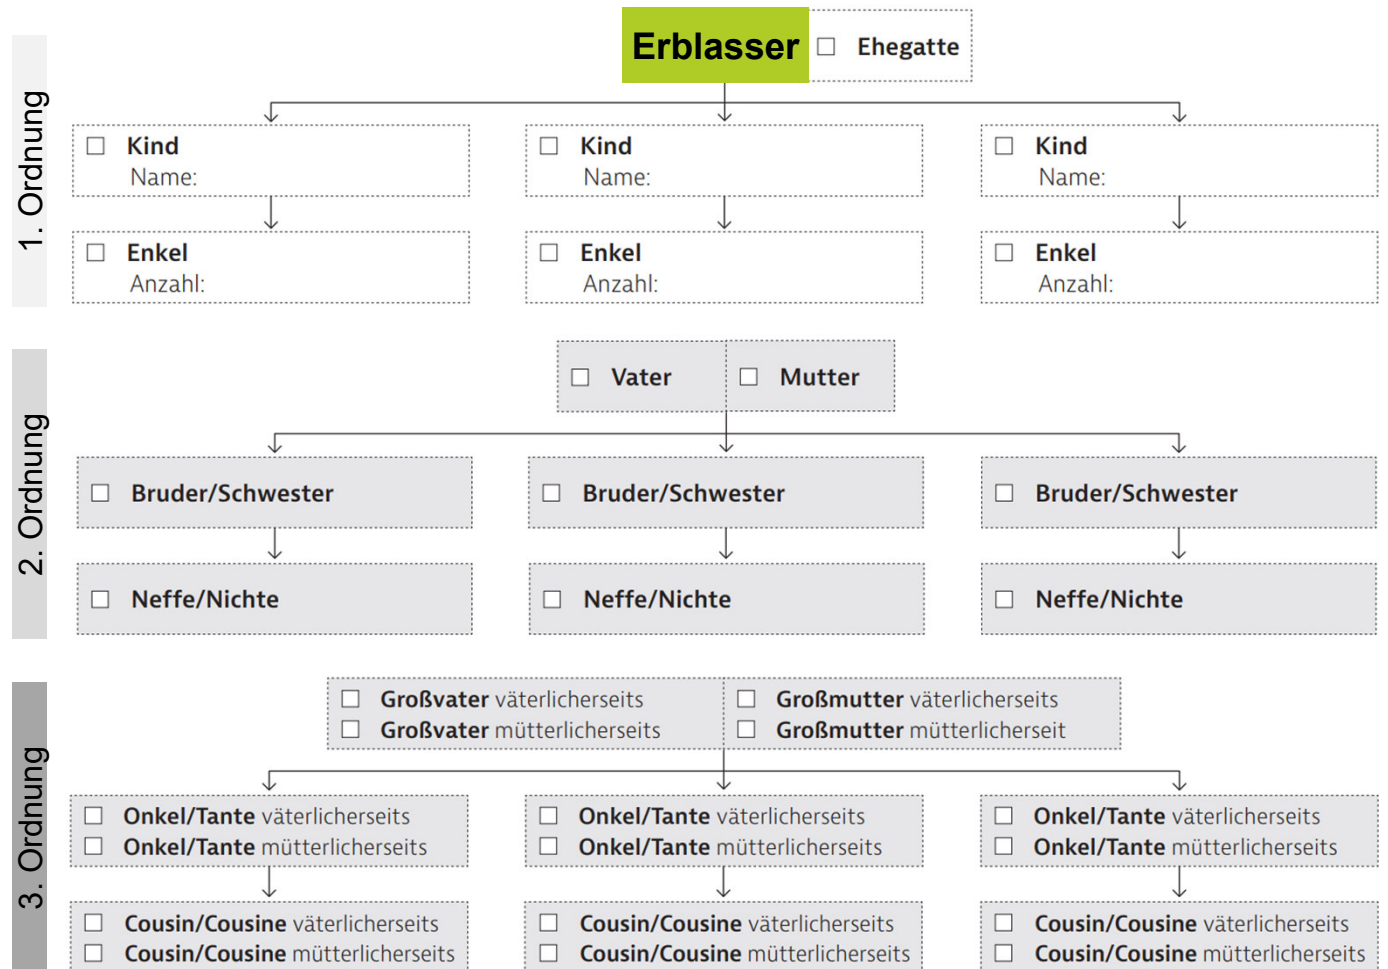 Erblasser ☐ Ehegatte
1. Ordnung
☐ Kind ☐ Kind ☐ Kind
Name: Name: Name:
☐ Enkel ☐ Enkel ☐ Enkel
Anzahl: Anzahl: Anzahl:
2. Ordnung
☐ Vater ☐ Mutter
☐ Bruder/Schwester ☐ Bruder/Schwester ☐ Bruder/Schwester
☐ Neffe/Nichte ☐ Neffe/Nichte ☐ Neffe/Nichte
3. Ordnung
☐ Großvater väterlicherseits ☐ Großmutter väterlicherseits
☐ Großvater mütterlicherseits ☐ Großmutter mütterlicherseit
☐ Onkel/Tante väterlicherseits ☐ Onkel/Tante väterlicherseits ☐ Onkel/Tante väterlicherseits
☐ Onkel/Tante mütterlicherseits ☐ Onkel/Tante mütterlicherseits ☐ Onkel/Tante mütterlicherseits
☐ Cousin/Cousine väterlicherseits ☐ Cousin/Cousine väterlicherseits ☐ Cousin/Cousine väterlicherseits
☐ Cousin/Cousine mütterlicherseits ☐ Cousin/Cousine mütterlicherseits ☐ Cousin/Cousine mütterlicherseits